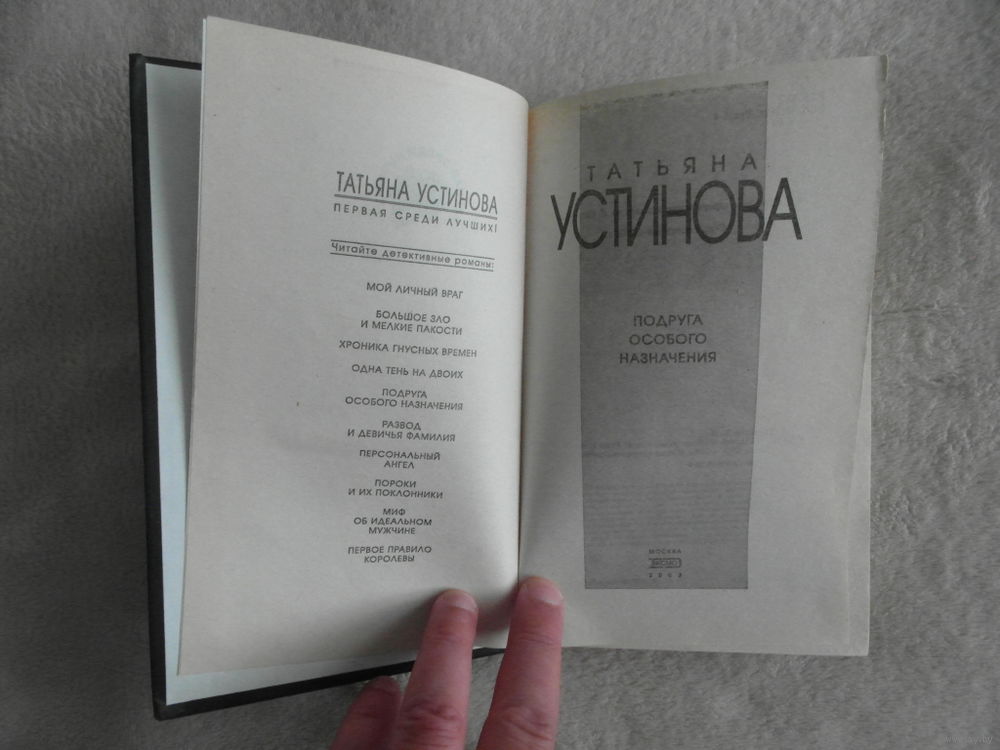 ТАТЬЯНА УСТИНОВА
ПЕРВАЯ СРЕДИ ЛУЧШИХ!
Читайте детективные романы:
МОЙ ЛИЧНЫЙ ВРАГ
БОЛЬШОЕ ЗЛО
И МЕЛКИЕ ПАКОСТИ
ХРОНИКА ГНУСНЫХ ВРЕМЕН
ОДНА ТЕНЬ НА ДВОИХ
ПОДРУГА
ОСОБОГО НАЗНАЧЕНИЯ
РАЗВОД
И ДЕВИЧЬЯ ФАМИЛИЯ
ПЕРСОНАЛЬНЫЙ
АНГЕЛ
ПОРОКИ
И ИХ ПОКЛОННИКИ
МИФ
ОБ ИДЕАЛЬНОМ
МУЖЧИНЕ
ПЕРВОЕ ПРАВИЛО
КОРОЛЕВЫ
ТАТЬЯНА
УСТИНОВА
ПОДРУГА
ОСОБОГО
НАЗНАЧЕНИЯ
МОСКВА
ЭКСМО
2003